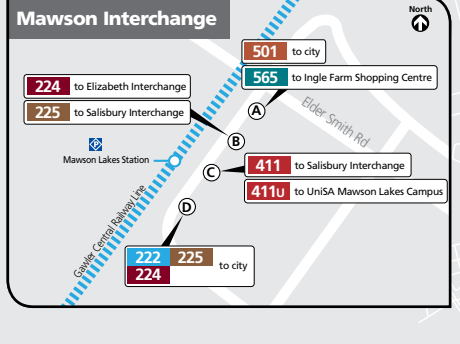 Mawson Interchange
North
501 to city
565 to Ingle Farm Shopping Centre
224 to Elizabeth Interchange
225 to Salisbury Interchange
A
Elder Smith Rd
B
P
Mawson Lakes Station
C
411 to Salisbury Interchange
411U to UniSA Mawson Lakes Campus
Gawler Central Railway Line
D
222 225
224
to city